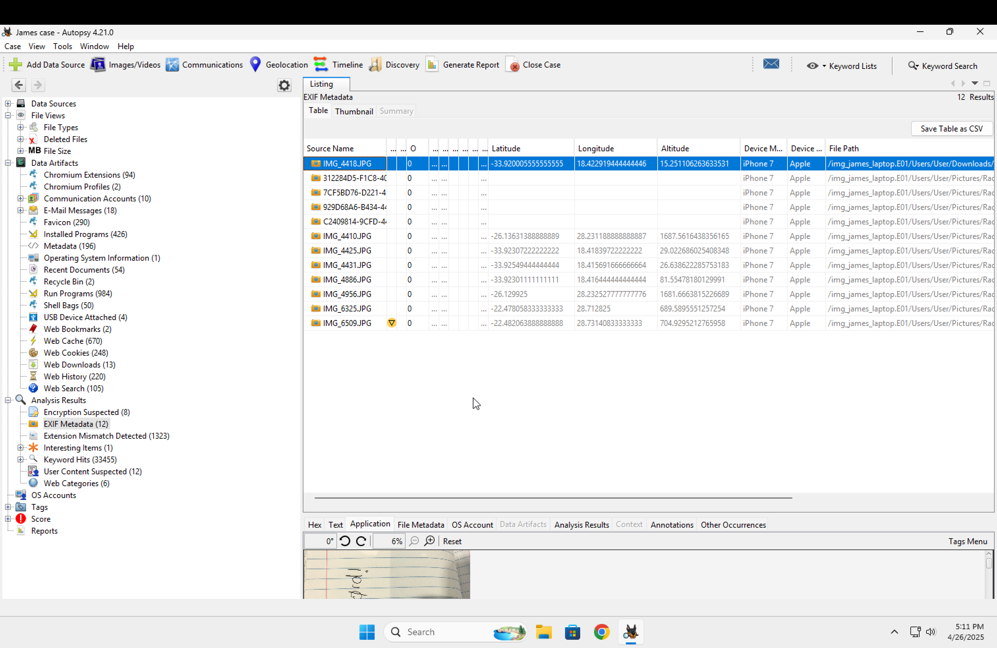 James case - Autopsy 4.21.0
Case View Tools Window Help
Add Data Source Images/Videos Communications Geolocation Timeline Discovery Generate Report Close Case Keyword Lists Keyword Search
Listing
EXIF Metadata 12 Results
Table Thumbnail Summary
Save Table as CSV
Source Name ... ... O ... ... ... ... ... ... Latitude Longitude Altitude Device M... Device ... File Path
IMG_4418.JPG 0 ... ... ... -33.920005555555555 18.422919444444446 15.251106263633531 iPhone 7 Apple /img_james_laptop.E01/Users/User/Downloads/
312284D5-F1C8-4C 0 ... ... ... iPhone 7 Apple /img_james_laptop.E01/Users/User/Pictures/Rac
7CF5BD76-D221-4 0 ... ... ... iPhone 7 Apple /img_james_laptop.E01/Users/User/Pictures/Rac
929D68A6-B434-44 0 ... ... ... iPhone 7 Apple /img_james_laptop.E01/Users/User/Pictures/Rac
C2409814-9CFD-44 0 ... ... ... iPhone 7 Apple /img_james_laptop.E01/Users/User/Pictures/Rac
IMG_4410.JPG 0 ... ... ... -26.13631388888889 28.231188888888887 1687.5616438356165 iPhone 7 Apple /img_james_laptop.E01/Users/User/Pictures/Rac
IMG_4425.JPG 0 ... ... ... -33.92307222222222 18.41839722222222 29.022686025408348 iPhone 7 Apple /img_james_laptop.E01/Users/User/Pictures/Rac
IMG_4431.JPG 0 ... ... ... -33.92549444444444 18.415691666666664 26.638622285753183 iPhone 7 Apple /img_james_laptop.E01/Users/User/Pictures/Rac
IMG_4886.JPG 0 ... ... ... -33.92301111111111 18.416444444444444 81.55478180129991 iPhone 7 Apple /img_james_laptop.E01/Users/User/Pictures/Rac
IMG_4956.JPG 0 ... ... ... -26.129925 28.232527777777776 1681.6663815226689 iPhone 7 Apple /img_james_laptop.E01/Users/User/Pictures/Rac
IMG_6325.JPG 0 ... ... ... -22.478058333333333 28.712825 689.5895551257254 iPhone 7 Apple /img_james_laptop.E01/Users/User/Pictures/Rac
IMG_6509.JPG 0 ... ... ... -22.482063888888888 28.73140833333333 704.9295212765958 iPhone 7 Apple /img_james_laptop.E01/Users/User/Pictures/Rac
Data Sources
File Views
File Types
Deleted Files
MB File Size
Data Artifacts
Chromium Extensions (94)
Chromium Profiles (2)
Communication Accounts (10)
E-Mail Messages (18)
Favicon (290)
Installed Programs (426)
Metadata (196)
Operating System Information (1)
Recent Documents (54)
Recycle Bin (2)
Run Programs (984)
Shell Bags (50)
USB Device Attached (4)
Web Bookmarks (2)
Web Cache (670)
Web Cookies (248)
Web Downloads (13)
Web History (220)
Web Search (105)
Analysis Results
Encryption Suspected (8)
EXIF Metadata (12)
Extension Mismatch Detected (1323)
Interesting Items (1)
Keyword Hits (33455)
User Content Suspected (12)
Web Categories (6)
OS Accounts
Tags
Score
Reports
Hex Text Application File Metadata OS Account Data Artifacts Analysis Results Context Annotations Other Occurrences
0° 6% Reset Tags Menu
Search
5:11 PM
4/26/2025